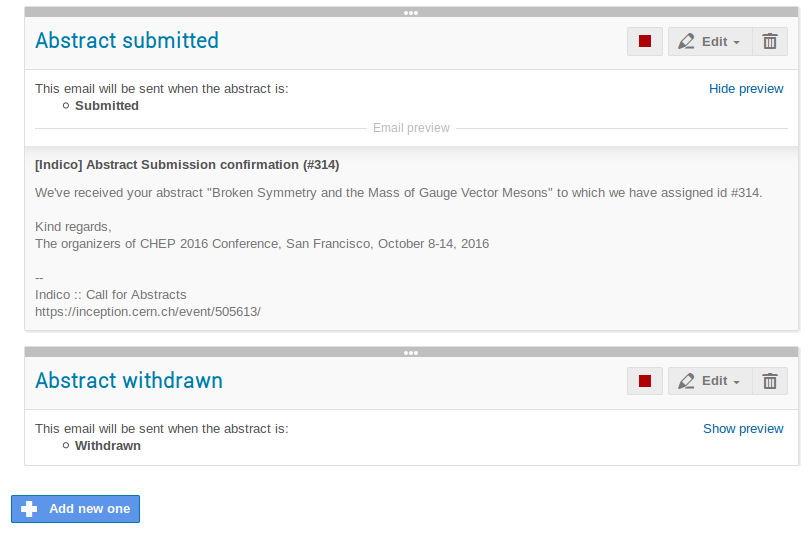 Abstract submitted
Edit
This email will be sent when the abstract is:
Hide preview
Submitted
Email preview
[Indico] Abstract Submission confirmation (#314)
We've received your abstract "Broken Symmetry and the Mass of Gauge Vector Mesons" to which we have assigned id #314.
Kind regards,
The organizers of CHEP 2016 Conference, San Francisco, October 8-14, 2016
--
Indico :: Call for Abstracts
https://inception.cern.ch/event/505613/
Abstract withdrawn
Edit
This email will be sent when the abstract is:
Show preview
Withdrawn
Add new one